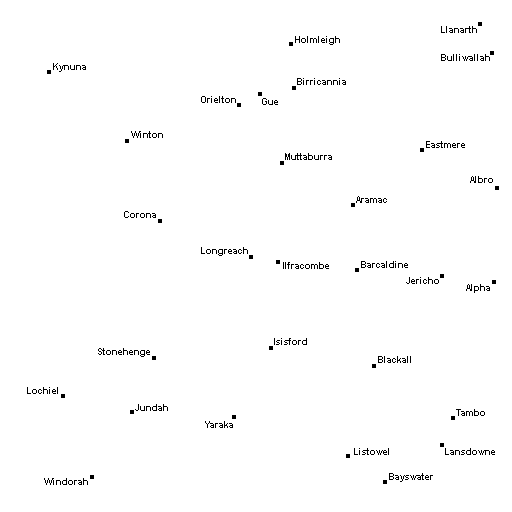 Llanarth
Holmleigh
Bulliwallah
Kynuna
Birricannia
Orielton
Gue
Winton
Eastmere
Muttaburra
Albro
Aramac
Corona
Longreach
Ilfracombe
Barcaldine
Jericho
Alpha
Isisford
Stonehenge
Blackall
Lochiel
Jundah
Tambo
Yaraka
Listowel
Lansdowne
Bayswater
Windorah